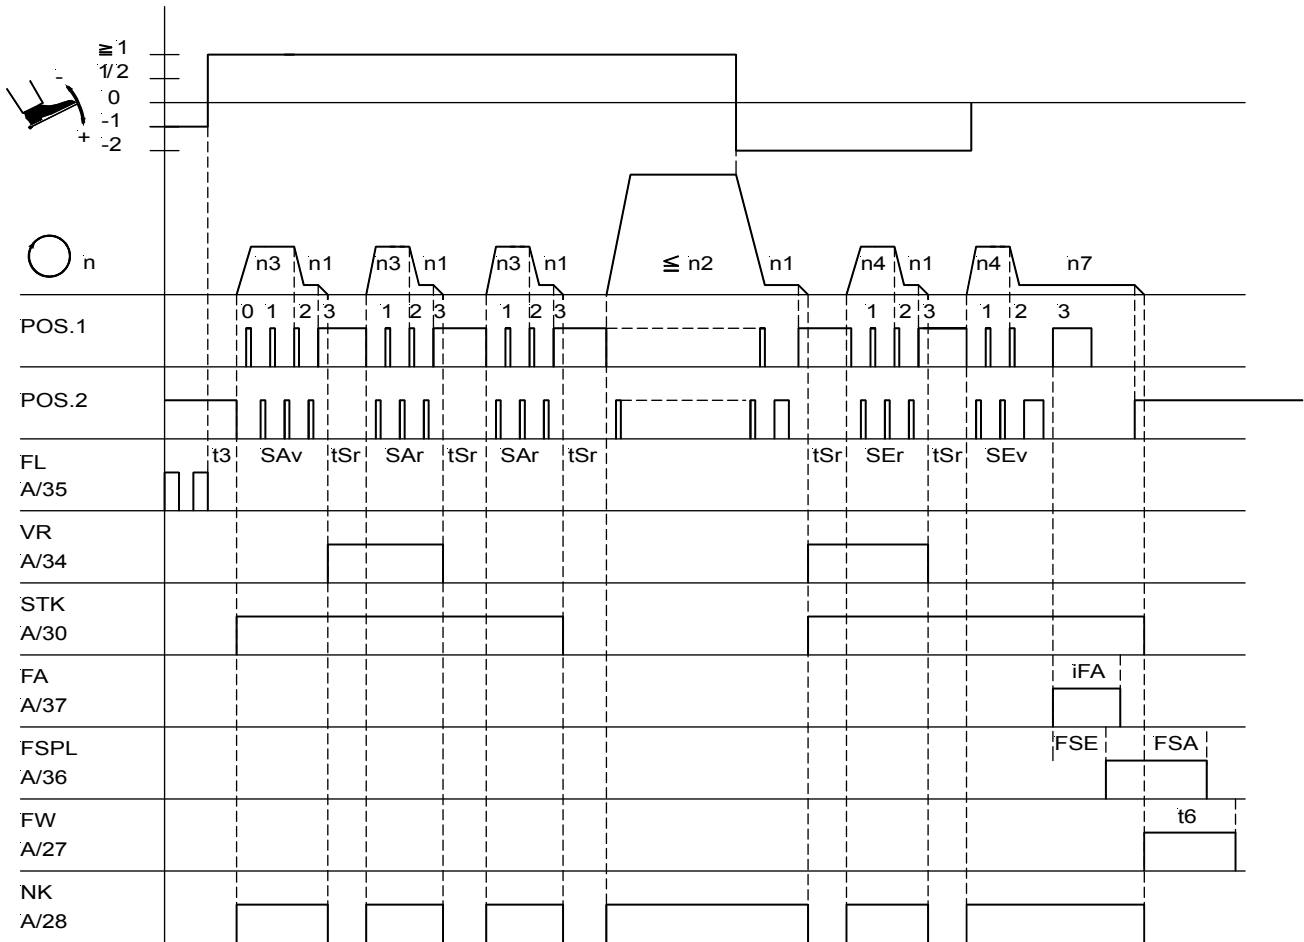 ≧ 1
1/2
0
-1
-2
-
+
n
n3 n1 n3 n1 n3 n1 ≦ n2 n1 n4 n1 n4 n7
POS.1
0 1 2 3 1 2 3 1 2 3 1 2 3 1 2 3
POS.2
FL
A/35
t3 SAv tSr SAr tSr SAr tSr tSr SEr tSr SEv
VR
A/34
STK
A/30
FA
A/37
iFA
FSPL
A/36
FSE FSA
FW
A/27
t6
NK
A/28